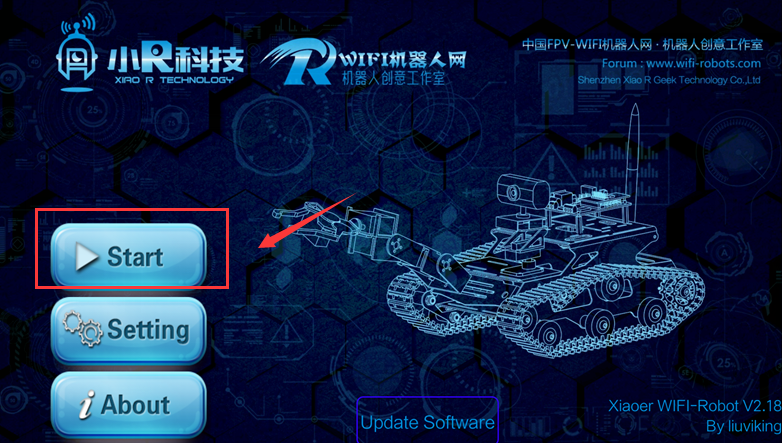 小R科技
XIAO R TECHNOLOGY
WIFI机器人网
机器人创意工作室
中国FPV-WIFI机器人网·机器人创意工作室
Forum : www.wifi-robots.com
Shenzhen Xiao R Geek Technology Co.,Ltd
Start
Setting
i About
Update Software
Xiaoer WIFI-Robot V2.18
By liuviking